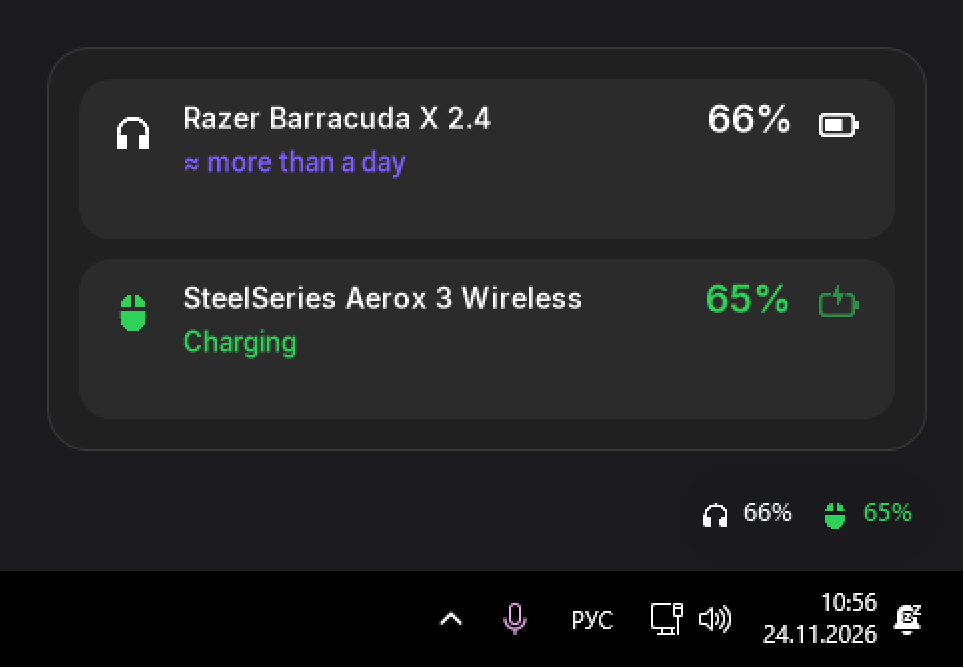 Razer Barracuda X 2.4 66%
≈ more than a day
SteelSeries Aerox 3 Wireless 65%
Charging
66% 65%
РУС
10:56
24.11.2026